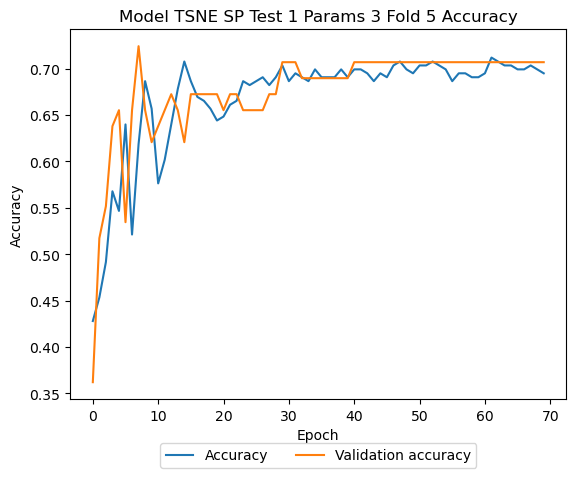 Model TSNE SP Test 1 Params 3 Fold 5 Accuracy
0.70
0.65
0.60
0.55
0.50
0.45
0.40
0.35
Accuracy
0 10 20 30 40 50 60 70
Epoch
Accuracy Validation accuracy